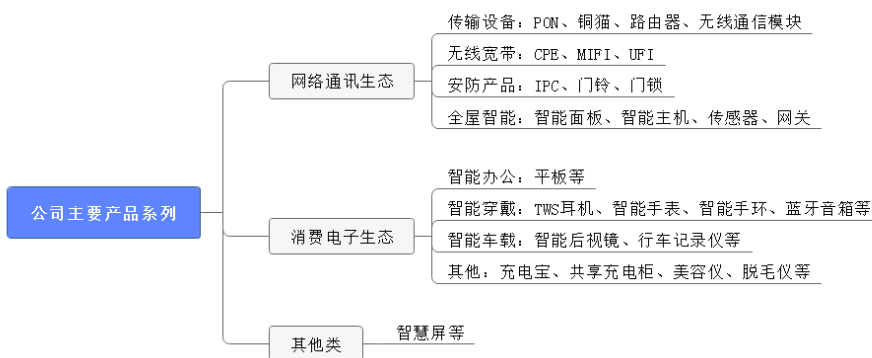 公司主要产品系列
网络通讯生态
传输设备：PON、铜猫、路由器、无线通信模块
无线宽带：CPE、MIFI、UFI
安防产品：IPC、门铃、门锁
全屋智能：智能面板、智能主机、传感器、网关
消费电子生态
智能办公：平板等
智能穿戴：TWS耳机、智能手表、智能手环、蓝牙音箱等
智能车载：智能后视镜、行车记录仪等
其他：充电宝、共享充电柜、美容仪、脱毛仪等
其他类
智慧屏等